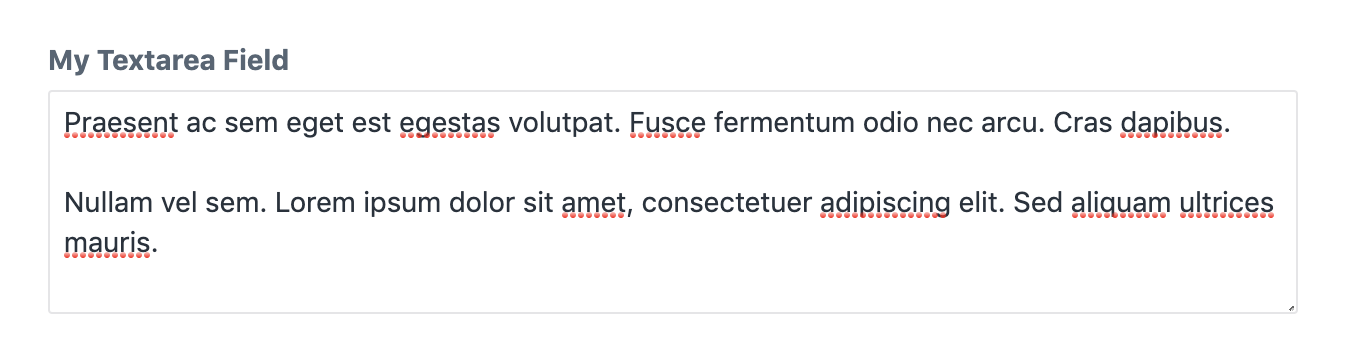 My Textarea Field
Praesent ac sem eget est egestas volutpat. Fusce fermentum odio nec arcu. Cras dapibus.
Nullam vel sem. Lorem ipsum dolor sit amet, consectetuer adipiscing elit. Sed aliquam ultrices
mauris.